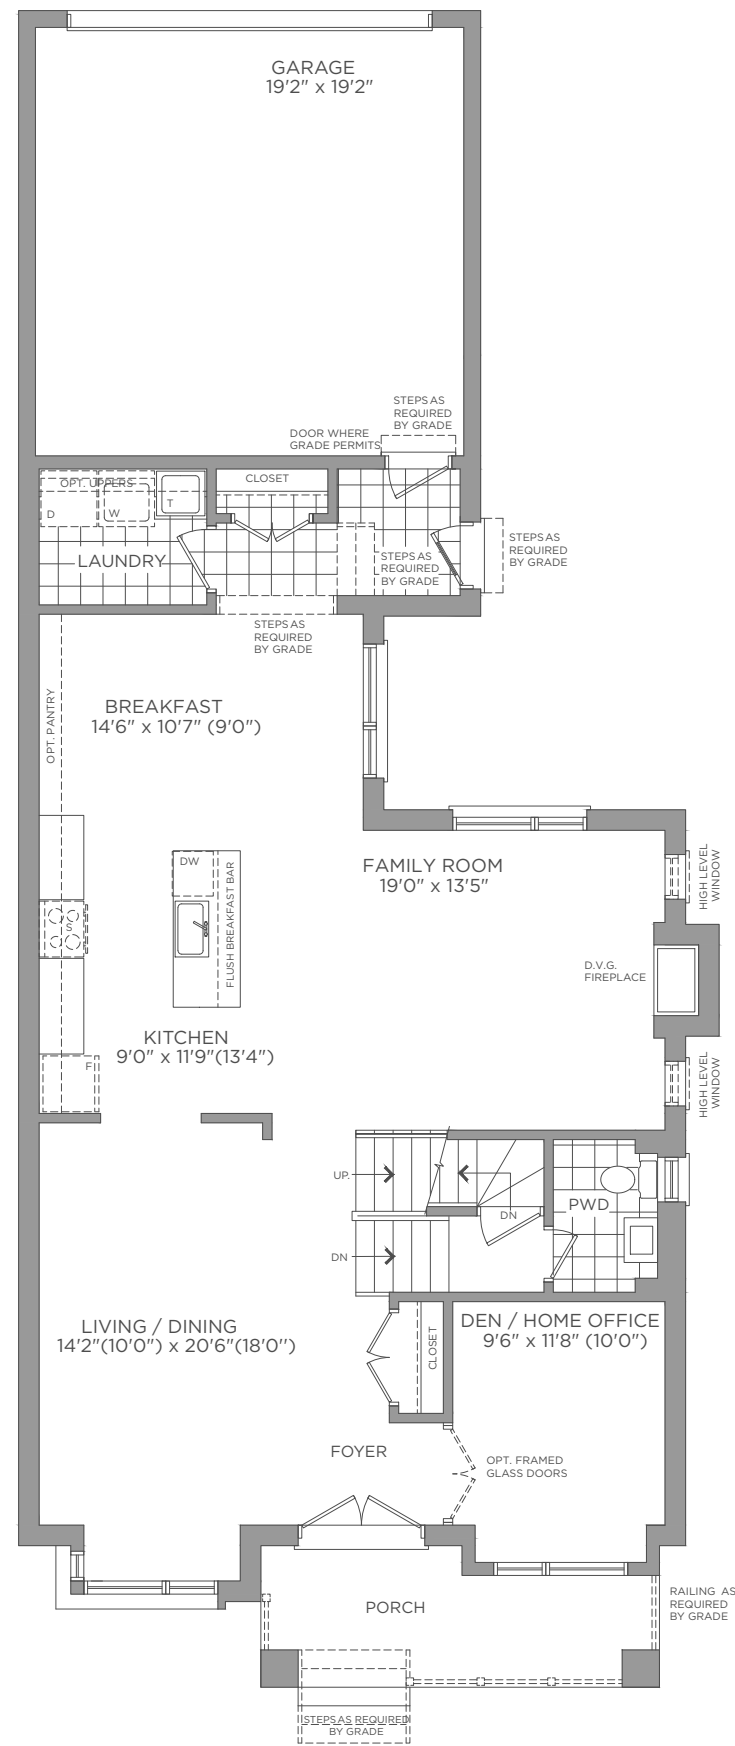 GARAGE
19'2" x 19'2"
STEPS AS
REQUIRED
BY GRADE
DOOR WHERE
GRADE PERMITS
OPT. UPPERS
CLOSET
T
D
W
LAUNDRY
STEPS AS
REQUIRED
BY GRADE
STEPS AS
REQUIRED
BY GRADE
STEPS AS
REQUIRED
BY GRADE
OPT. PANTRY
BREAKFAST
14'6" x 10'7" (9'0")
DW
FLUSH BREAKFAST BAR
FAMILY ROOM
19'0" x 13'5"
HIGH LEVEL
WINDOW
S
D.V.G.
FIREPLACE
KITCHEN
9'0" x 11'9"(13'4")
F
HIGH LEVEL
WINDOW
UP.
DN
PWD
DN
LIVING / DINING
14'2"(10'0") x 20'6"(18'0'')
CLOSET
DEN / HOME OFFICE
9'6" x 11'8" (10'0")
FOYER
OPT. FRAMED
GLASS DOORS
PORCH
RAILING AS
REQUIRED
BY GRADE
STEPS AS REQUIRED
BY GRADE